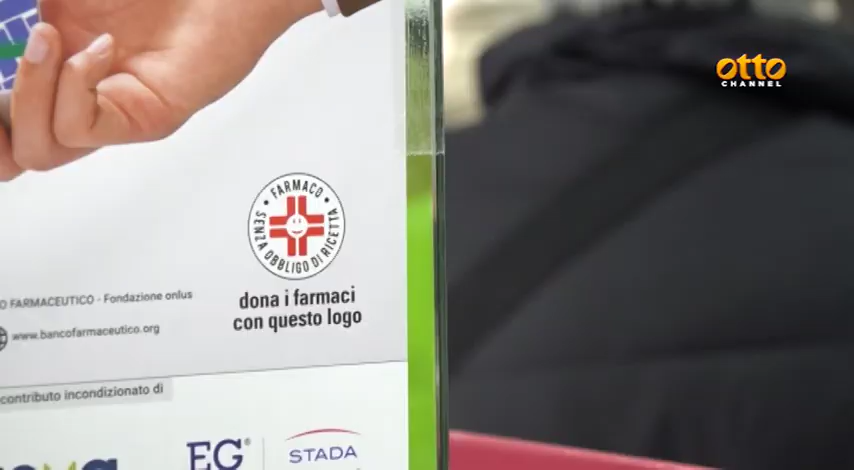 otto
CHANNEL
FARMACO
SENZA OBBLIGO DI RICETTA
dona i farmaci
con questo logo
FARMACEUTICO - Fondazione onlus
www.bancofarmaceutico.org
contributo incondizionato di
EG®
STADA